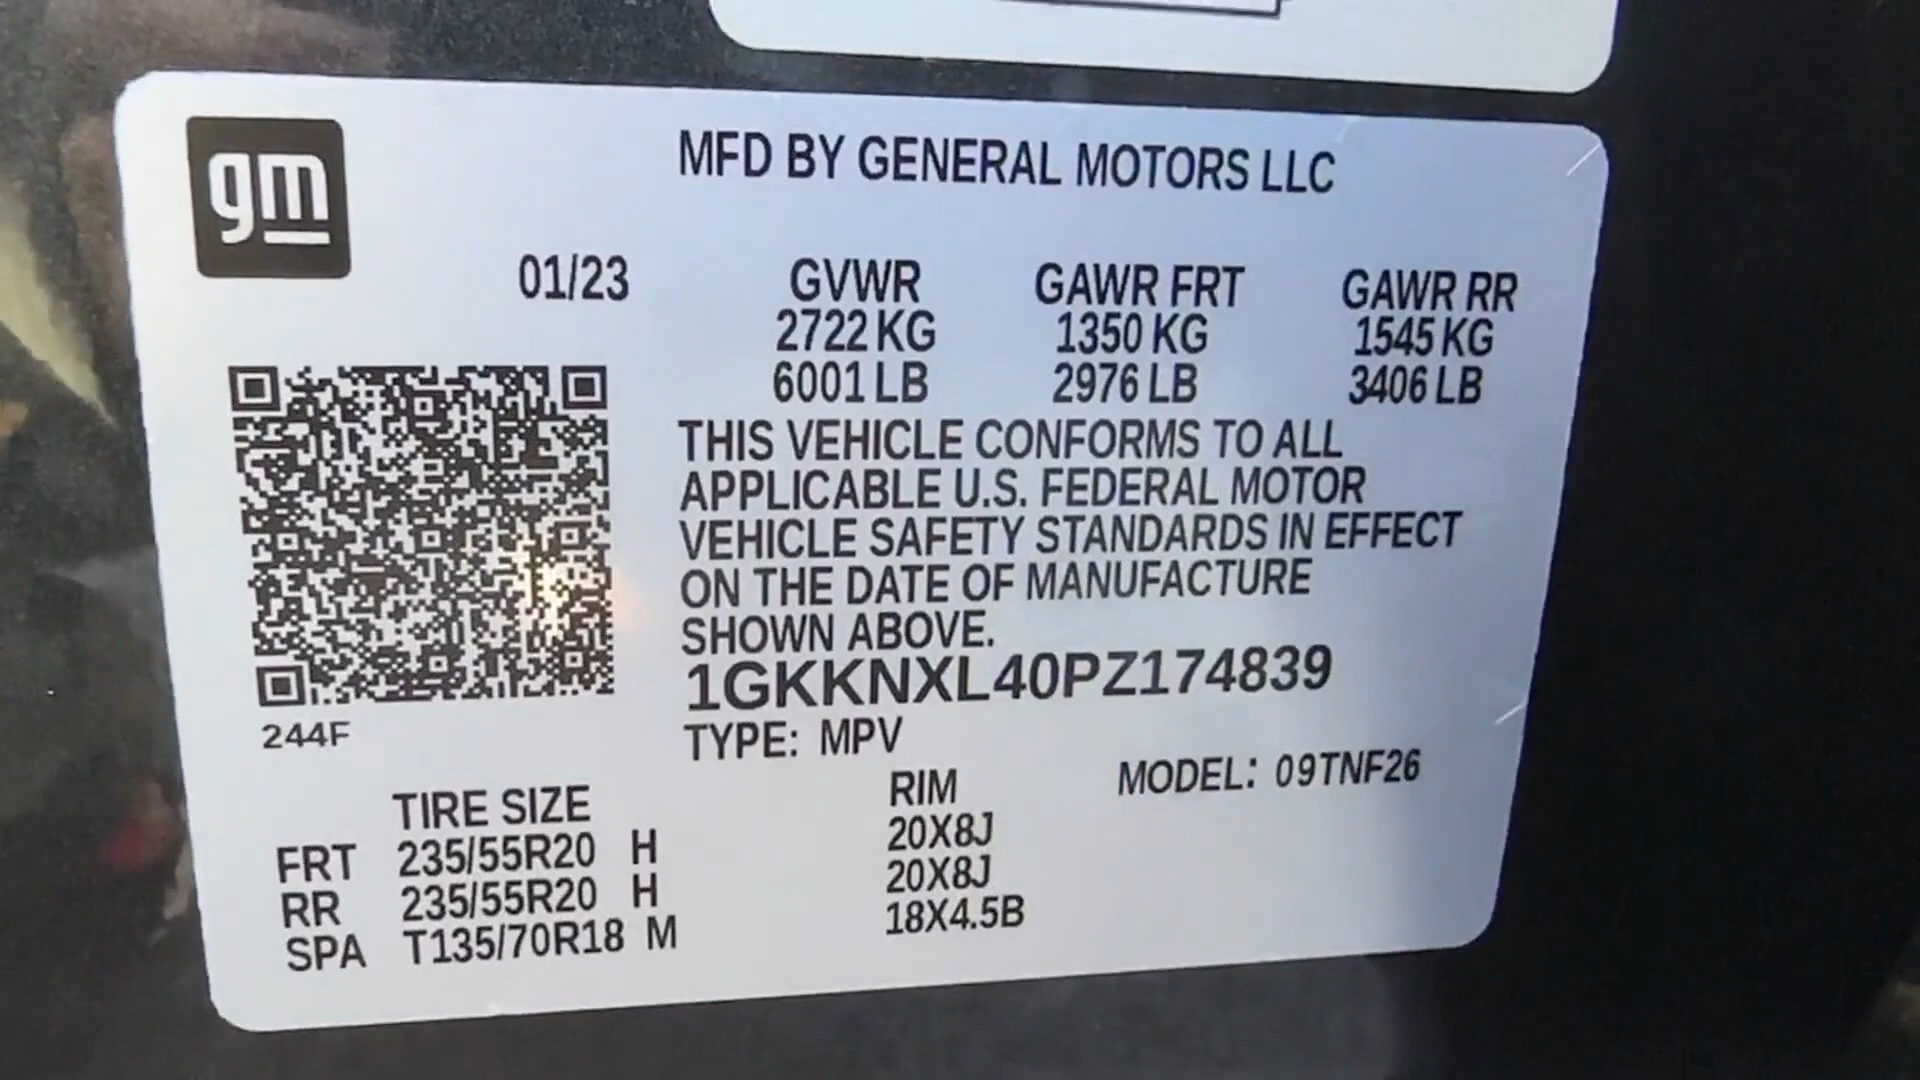 gm
MFD BY GENERAL MOTORS LLC
01/23
GVWR GAWR FRT GAWR RR
2722 KG 1350 KG 1545 KG
6001 LB 2976 LB 3406 LB
THIS VEHICLE CONFORMS TO ALL
APPLICABLE U.S. FEDERAL MOTOR
VEHICLE SAFETY STANDARDS IN EFFECT
ON THE DATE OF MANUFACTURE
SHOWN ABOVE.
1GKKNXL40PZ174839
244F
TYPE: MPV
MODEL: 09TNF26
TIRE SIZE RIM
FRT 235/55R20 H 20X8J
RR 235/55R20 H 20X8J
SPA T135/70R18 M 18X4.5B